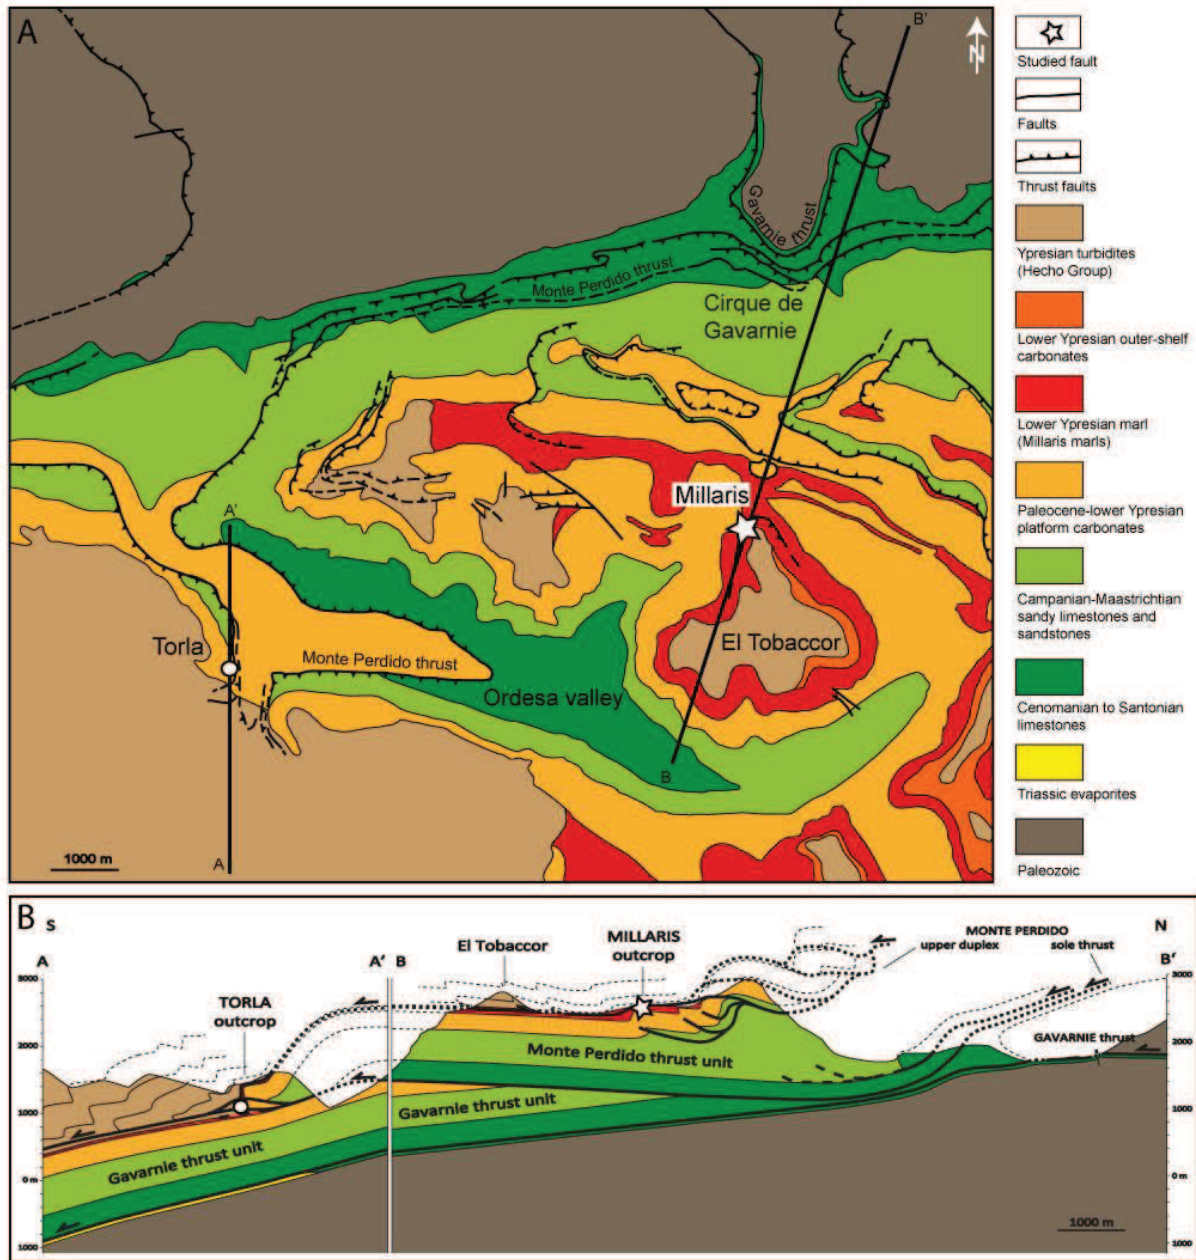 A
B'
N
Gavarnie thrust
Monte Perdido thrust
Cirque de
Gavarnie
Millaris
A'
Torla
Monte Perdido thrust
El Tobaccor
Ordesa valley
B
A
1000 m
Studied fault
Faults
Thrust faults
Ypresian turbidites
(Hecho Group)
Lower Ypresian outer-shelf
carbonates
Lower Ypresian marl
(Millaris marls)
Paleocene-lower Ypresian
platform carbonates
Campanian-Maastrichtian
sandy limestones and
sandstones
Cenomanian to Santonian
limestones
Triassic evaporites
Paleozoic
B
S
N
A
A'
B
B'
El Tobaccor
MILLARIS
outcrop
MONTE PERDIDO
upper duplex
sole thrust
TORLA
outcrop
GAVARNIE thrust
Monte Perdido thrust unit
Gavarnie thrust unit
Gavarnie thrust unit
3000
2000
1000
0 m
1000
3000
2000
1000
0 m
1000
1000 m